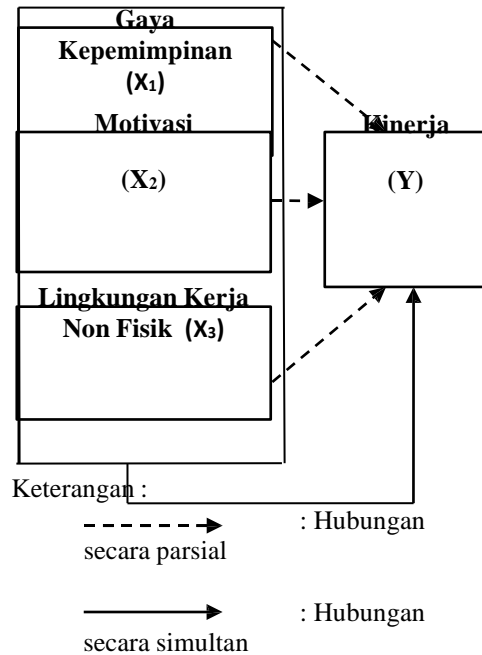 Gaya
Kepemimpinan
(X₁)
Motivasi
(X₂)
Kinerja
(Y)
Lingkungan Kerja
Non Fisik (X₃)
Keterangan :
: Hubungan
secara parsial
: Hubungan
secara simultan